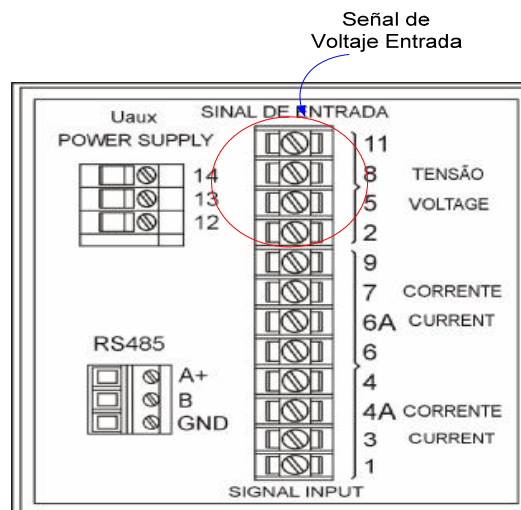 Señal de
Voltaje Entrada
SINAL DE ENTRADA
Uaux
POWER SUPPLY
14
13
12
11
8 TENSÃO
5 VOLTAGE
2
9
7 CORRENTE
6A CURRENT
6
4
4A CORRENTE
3 CURRENT
1
RS485
A+
B
GND
SIGNAL INPUT